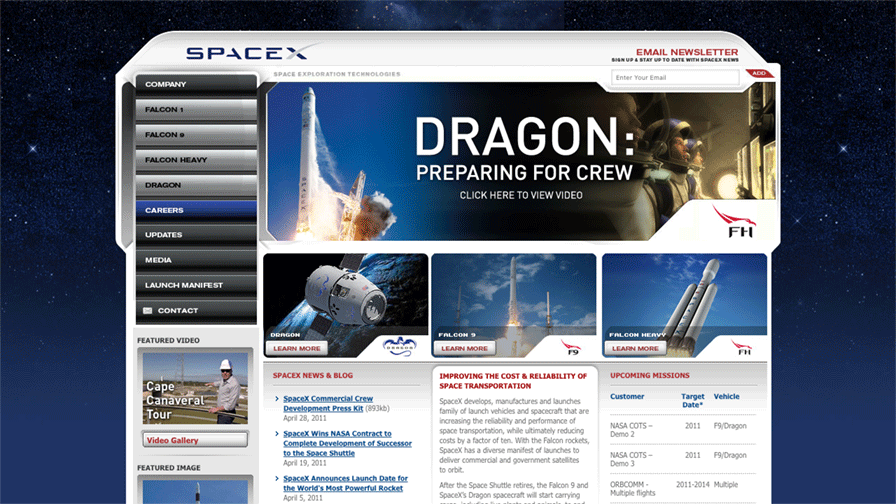 SPACEX
EMAIL NEWSLETTER
SIGN UP & STAY UP TO DATE WITH SPACEX NEWS
SPACE EXPLORATION TECHNOLOGIES
Enter Your Email
ADD
COMPANY
FALCON 1
FALCON 9
FALCON HEAVY
DRAGON
CAREERS
UPDATES
MEDIA
LAUNCH MANIFEST
CONTACT
DRAGON:
PREPARING FOR CREW
CLICK HERE TO VIEW VIDEO
FH
DRAGON
LEARN MORE
DRAGON
FALCON 9
LEARN MORE
F9
FALCON HEAVY
LEARN MORE
FH
FEATURED VIDEO
Cape
Canaveral
Tour
Video Gallery
FEATURED IMAGE
SPACEX NEWS & BLOG
SpaceX Commercial Crew
Development Press Kit (893kb)
April 28, 2011
SpaceX Wins NASA Contract to
Complete Development of Successor
to the Space Shuttle
April 19, 2011
SpaceX Announces Launch Date for
the World's Most Powerful Rocket
April 5, 2011
IMPROVING THE COST & RELIABILITY OF
SPACE TRANSPORTATION
SpaceX develops, manufactures and launches
family of launch vehicles and spacecraft that are
increasing the reliability and performance of
space transportation, while ultimately reducing
costs by a factor of ten. With the Falcon rockets,
SpaceX has a diverse manifest of launches to
deliver commercial and government satellites
to orbit.
After the Space Shuttle retires, the Falcon 9 and
SpaceX's Dragon spacecraft will start carrying
UPCOMING MISSIONS
Customer Target Vehicle
Date*
NASA COTS – 2011 F9/Dragon
Demo 2
NASA COTS – 2011 F9/Dragon
Demo 3
ORBCOMM - 2011-2014 Multiple
Multiple flights